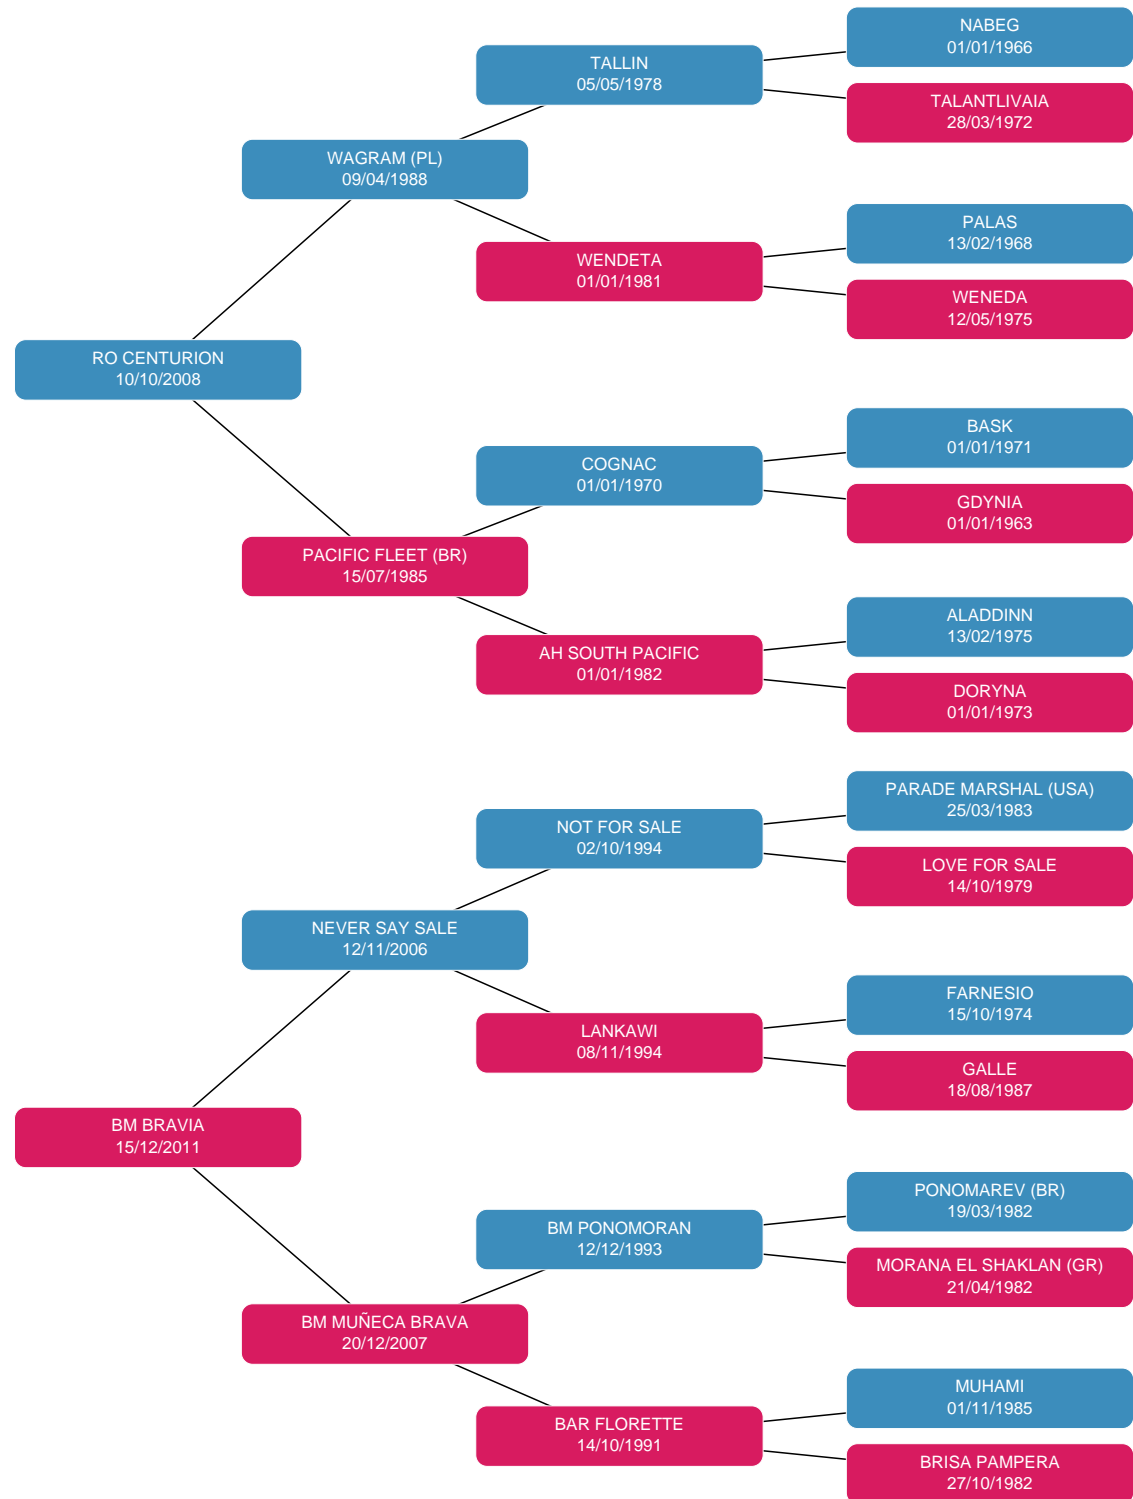 NABEG
01/01/1966
TALLIN
05/05/1978
TALANTLIVAIA
28/03/1972
WAGRAM (PL)
09/04/1988
PALAS
13/02/1968
WENDETA
01/01/1981
WENEDA
12/05/1975
RO CENTURION
10/10/2008
BASK
01/01/1971
COGNAC
01/01/1970
GDYNIA
01/01/1963
PACIFIC FLEET (BR)
15/07/1985
ALADDINN
13/02/1975
AH SOUTH PACIFIC
01/01/1982
DORYNA
01/01/1973
PARADE MARSHAL (USA)
25/03/1983
NOT FOR SALE
02/10/1994
LOVE FOR SALE
14/10/1979
NEVER SAY SALE
12/11/2006
FARNESIO
15/10/1974
LANKAWI
08/11/1994
GALLE
18/08/1987
BM BRAVIA
15/12/2011
PONOMAREV (BR)
19/03/1982
BM PONOMORAN
12/12/1993
MORANA EL SHAKLAN (GR)
21/04/1982
BM MUÑECA BRAVA
20/12/2007
MUHAMI
01/11/1985
BAR FLORETTE
14/10/1991
BRISA PAMPERA
27/10/1982